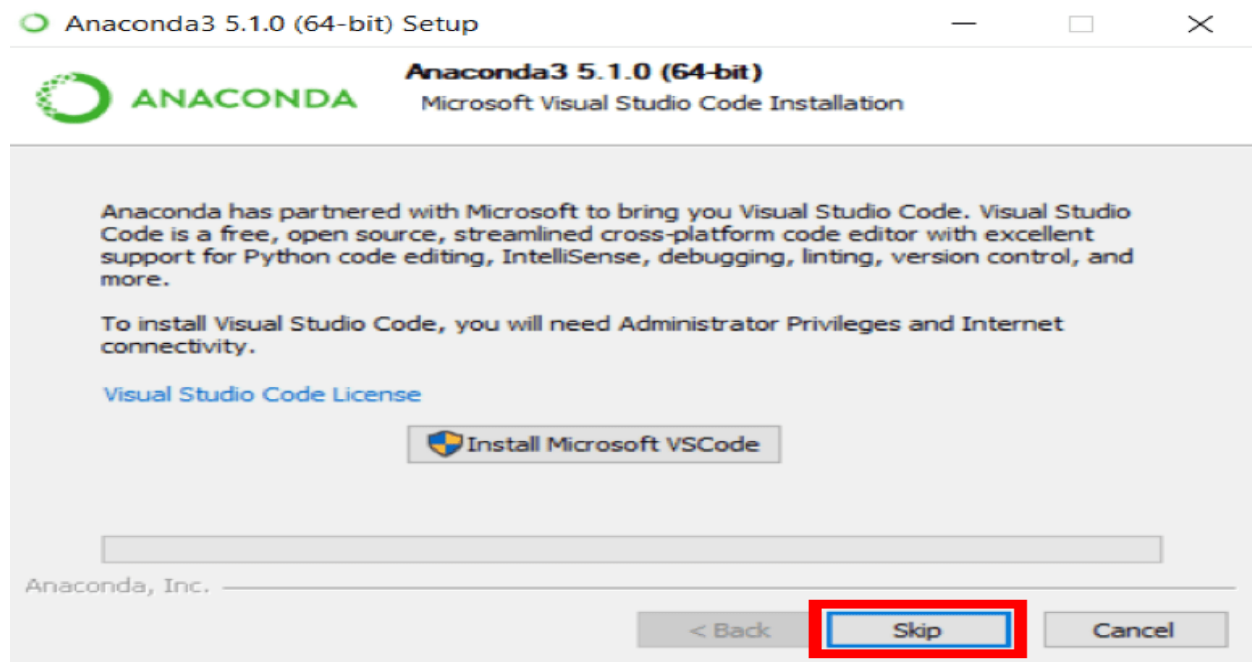 Anaconda3 5.1.0 (64-bit) Setup
ANACONDA
Anaconda3 5.1.0 (64-bit)
Microsoft Visual Studio Code Installation
Anaconda has partnered with Microsoft to bring you Visual Studio Code. Visual Studio
Code is a free, open source, streamlined cross-platform code editor with excellent
support for Python code editing, IntelliSense, debugging, linting, version control, and
more.
To install Visual Studio Code, you will need Administrator Privileges and Internet
connectivity.
Visual Studio Code License
Install Microsoft VSCode
Anaconda, Inc.
< Back
Skip
Cancel